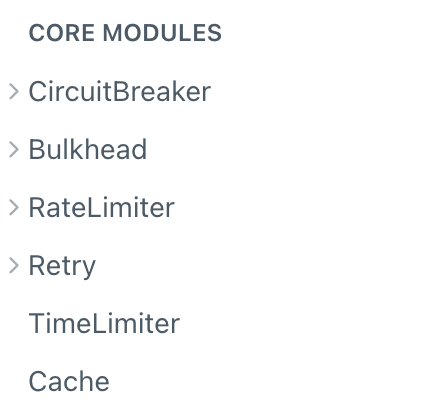 CORE MODULES
CircuitBreaker
Bulkhead
RateLimiter
Retry
TimeLimiter
Cache